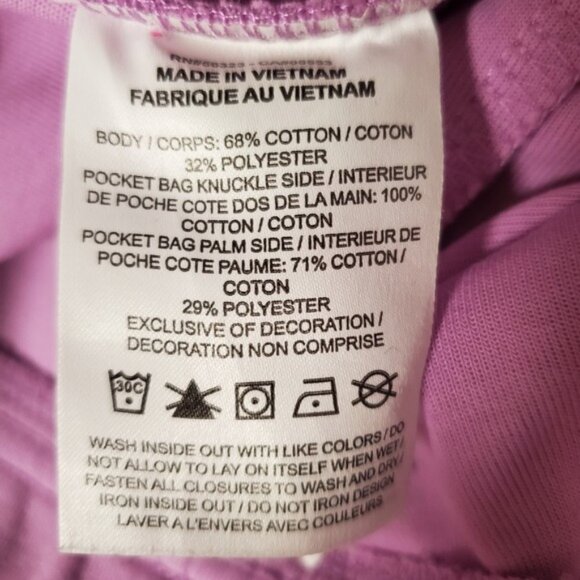 MADE IN VIETNAM
FABRIQUE AU VIETNAM
BODY / CORPS: 68% COTTON / COTON
32% POLYESTER
POCKET BAG KNUCKLE SIDE / INTERIEUR
DE POCHE COTE DOS DE LA MAIN: 100%
COTTON / COTON
POCKET BAG PALM SIDE / INTERIEUR DE
POCHE COTE PAUME: 71% COTTON /
COTON
29% POLYESTER
EXCLUSIVE OF DECORATION /
DECORATION NON COMPRISE
30C
WASH INSIDE OUT WITH LIKE COLORS / DO
NOT ALLOW TO LAY ON ITSELF WHEN WET /
FASTEN ALL CLOSURES TO WASH AND DRY /
IRON INSIDE OUT / DO NOT IRON DESIGN
LAVER A L'ENVERS AVEC COULEURS